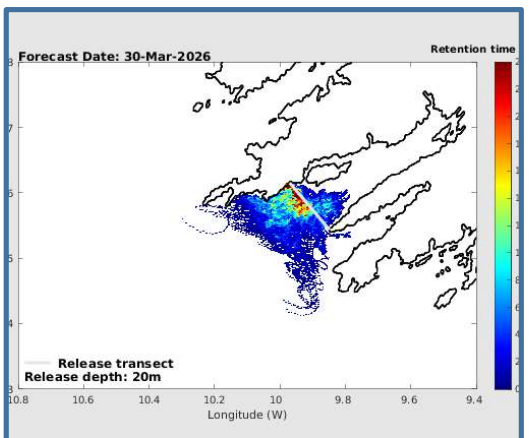 Forecast Date: 30-Mar-2026
Retention time
Release transect
Release depth: 20m
10.8 10.6 10.4 10.2 10 9.8 9.6 9.4
Longitude (W)